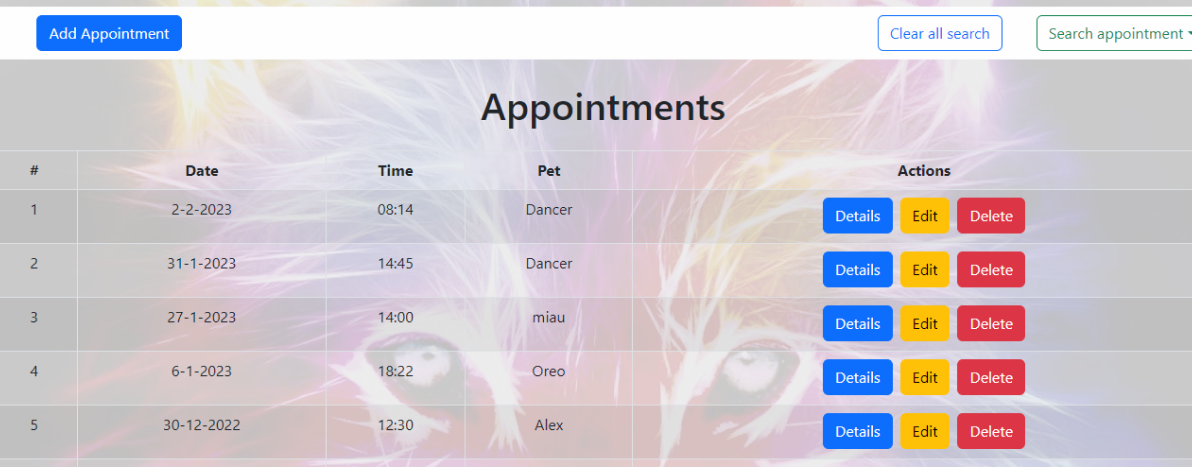 Add Appointment Clear all search Search appointment
Appointments
# Date Time Pet Actions
1 2-2-2023 08:14 Dancer Details Edit Delete
2 31-1-2023 14:45 Dancer Details Edit Delete
3 27-1-2023 14:00 miau Details Edit Delete
4 6-1-2023 18:22 Oreo Details Edit Delete
5 30-12-2022 12:30 Alex Details Edit Delete